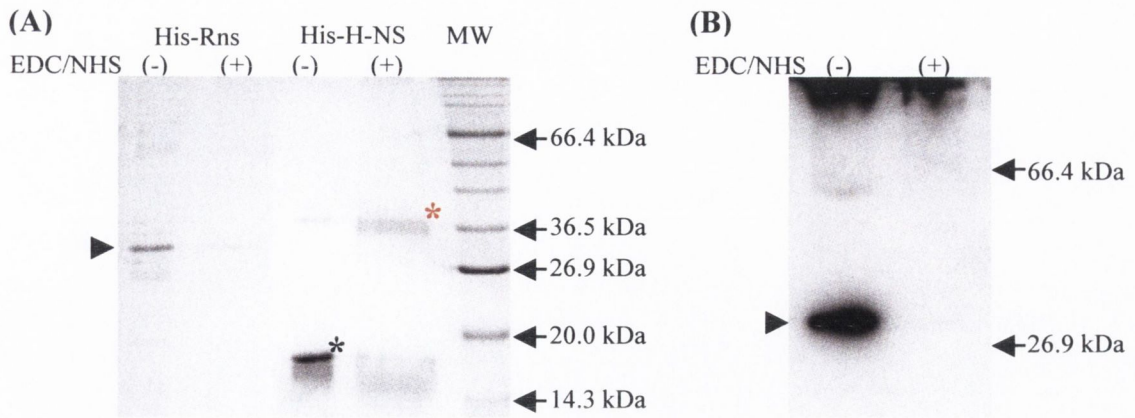 (A)
His-Rns His-H-NS MW
EDC/NHS (-) (+) (-) (+)
66.4 kDa
*
36.5 kDa
26.9 kDa
20.0 kDa
*
14.3 kDa
(B)
EDC/NHS (-) (+)
66.4 kDa
26.9 kDa